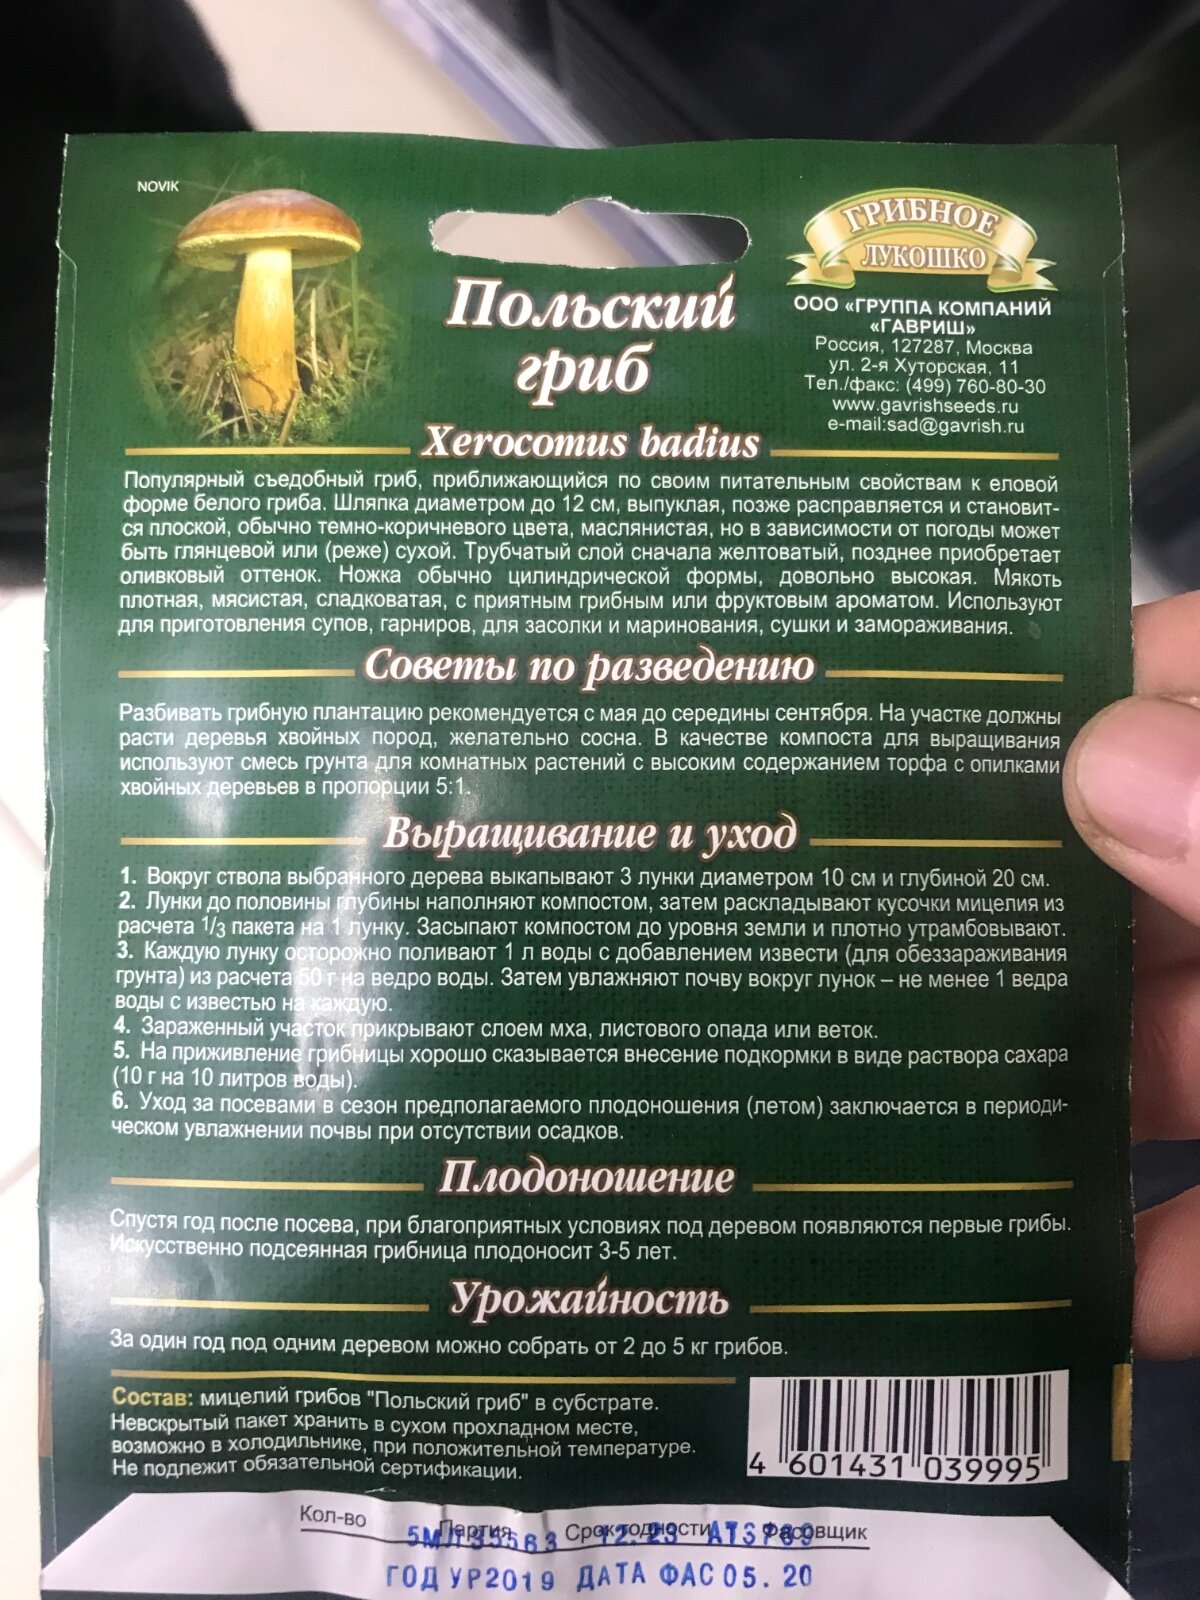 NOVIK
ГРИБНОЕ
ЛУКОШКО
ООО «ГРУППА КОМПАНИЙ
«ГАВРИШ»
Россия, 127287, Москва
ул. 2-я Хуторская, 11
Тел./факс: (499) 760-80-30
www.gavrishseeds.ru
e-mail:sad@gavrish.ru
Польский
гриб
Xerocomus badius
Популярный съедобный гриб, приближающийся по своим питательным свойствам к еловой
форме белого гриба. Шляпка диаметром до 12 см, выпуклая, позже расправляется и становит-
ся плоской, обычно темно-коричневого цвета, маслянистая, но в зависимости от погоды может
быть глянцевой или (реже) сухой. Трубчатый слой сначала желтоватый, позднее приобретает
оливковый оттенок. Ножка обычно цилиндрической формы, довольно высокая. Мякоть
плотная, мясистая, сладковатая, с приятным грибным или фруктовым ароматом. Используют
для приготовления супов, гарниров, для засолки и маринования, сушки и замораживания.
Советы по разведению
Разбивать грибную плантацию рекомендуется с мая до середины сентября. На участке должны
расти деревья хвойных пород, желательно сосна. В качестве компоста для выращивания
используют смесь грунта для комнатных растений с высоким содержанием торфа с опилками
хвойных деревьев в пропорции 5:1.
Выращивание и уход
1. Вокруг ствола выбранного дерева выкапывают 3 лунки диаметром 10 см и глубиной 20 см.
2. Лунки до половины глубины наполняют компостом, затем раскладывают кусочки мицелия из
расчета 1/3 пакета на 1 лунку. Засыпают компостом до уровня земли и плотно утрамбовывают.
3. Каждую лунку осторожно поливают 1 л воды с добавлением извести (для обеззараживания
грунта) из расчета 50 г на ведро воды. Затем увлажняют почву вокруг лунок – не менее 1 ведра
воды с известью на каждую.
4. Зараженный участок прикрывают слоем мха, листового опада или веток.
5. На приживление грибницы хорошо сказывается внесение подкормки в виде раствора сахара
(10 г на 10 литров воды).
6. Уход за посевами в сезон предполагаемого плодоношения (летом) заключается в периоди-
ческом увлажнении почвы при отсутствии осадков.
Плодоношение
Спустя год после посева, при благоприятных условиях под деревом появляются первые грибы.
Искусственно подсеянная грибница плодоносит 3-5 лет.
Урожайность
За один год под одним деревом можно собрать от 2 до 5 кг грибов.
Состав: мицелий грибов "Польский гриб" в субстрате.
Невскрытый пакет хранить в сухом прохладном месте,
возможно в холодильнике, при положительной температуре.
Не подлежит обязательной сертификации.
4 601431 039995
Кол-во Партия Срок годности Фасовщик
12.23
ГОД УР2019 ДАТА ФАС 05.20